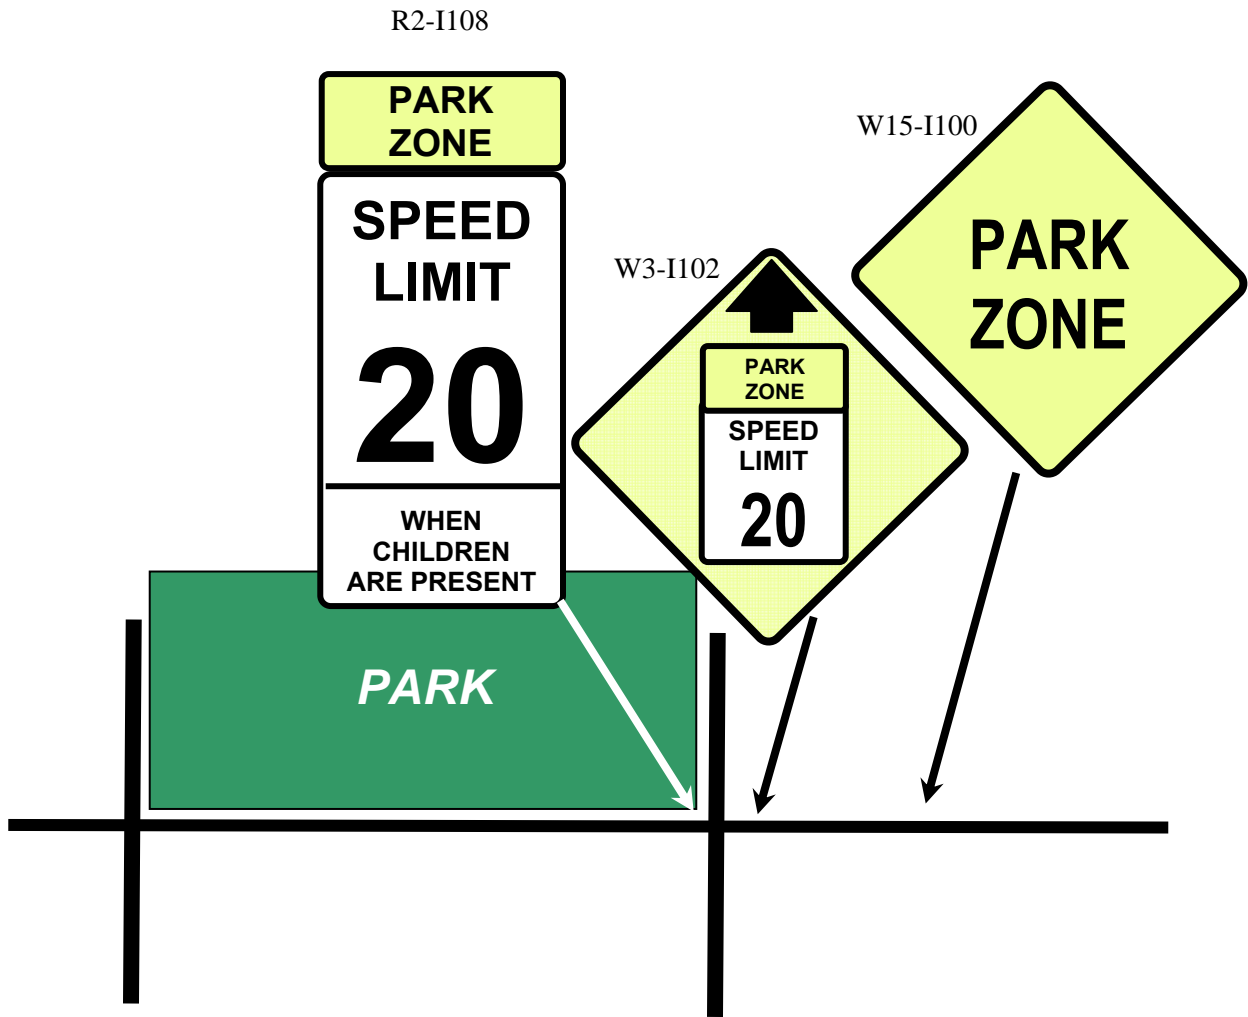 R2-I108
PARK
ZONE
SPEED
LIMIT
20
WHEN
CHILDREN
ARE PRESENT
W3-I102
PARK
ZONE
SPEED
LIMIT
20
W15-I100
PARK
ZONE
PARK